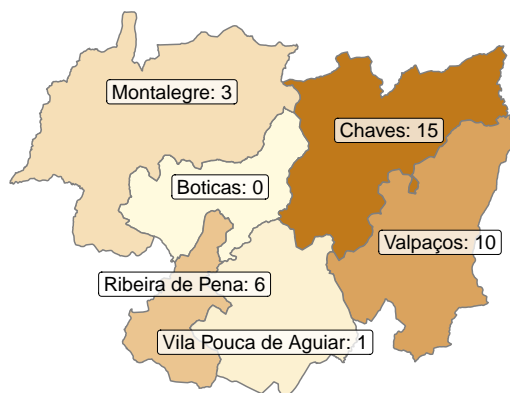 Montalegre: 3
Chaves: 15
Boticas: 0
Valpaços: 10
Ribeira de Pena: 6
Vila Pouca de Aguiar: 1